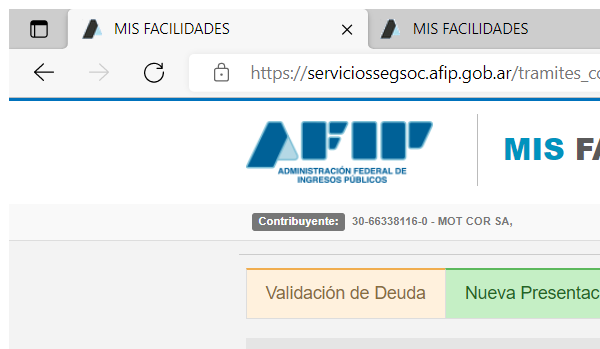 MIS FACILIDADES
MIS FACILIDADES
https://serviciossegsoc.afip.gob.ar/tramites_co
AFIP
ADMINISTRACIÓN FEDERAL DE
INGRESOS PÚBLICOS
MIS FA
Contribuyente: 30-66338116-0 - MOT COR SA,
Validación de Deuda
Nueva Presentac